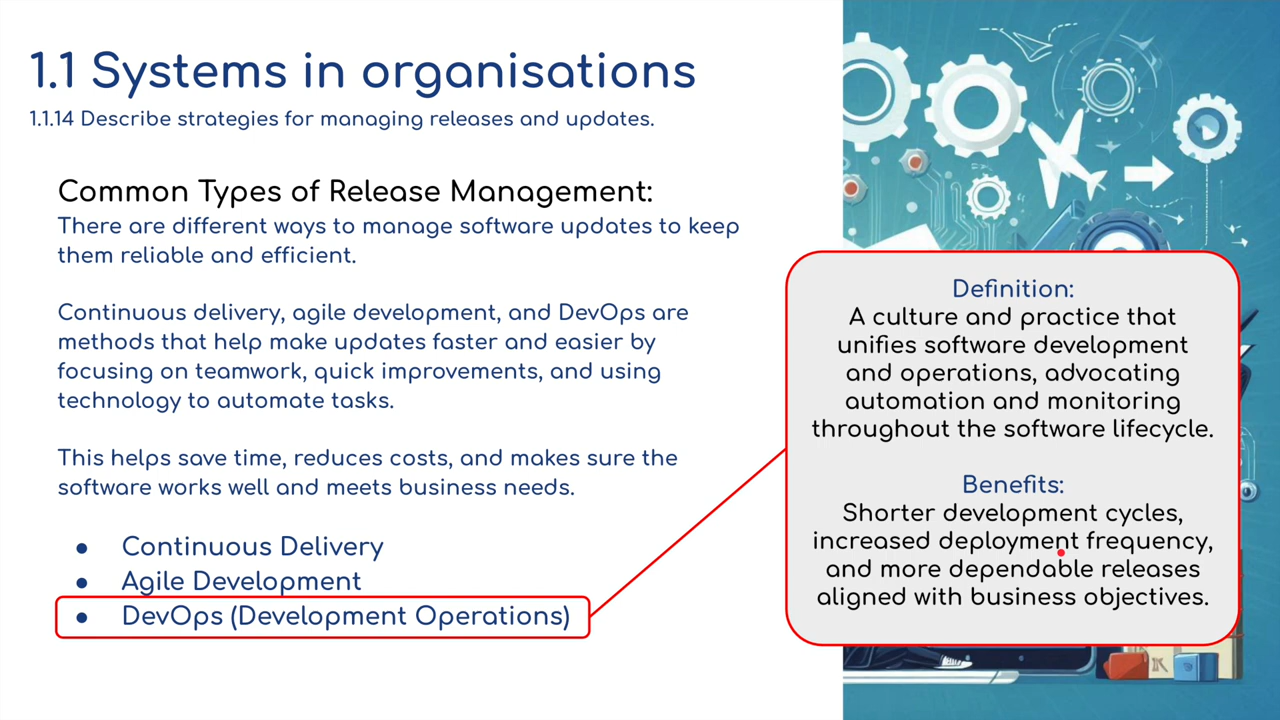 1.1 Systems in organisations
1.1.14 Describe strategies for managing releases and updates.
Common Types of Release Management:
There are different ways to manage software updates to keep
them reliable and efficient.
Continuous delivery, agile development, and DevOps are
methods that help make updates faster and easier by
focusing on teamwork, quick improvements, and using
technology to automate tasks.
This helps save time, reduces costs, and makes sure the
software works well and meets business needs.
● Continuous Delivery
● Agile Development
● DevOps (Development Operations)
Definition:
A culture and practice that
unifies software development
and operations, advocating
automation and monitoring
throughout the software lifecycle.
Benefits:
Shorter development cycles,
increased deployment frequency,
and more dependable releases
aligned with business objectives.